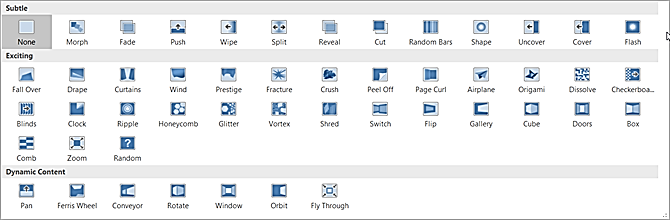 Subtle
None Morph Fade Push Wipe Split Reveal Cut Random Bars Shape Uncover Cover Flash
Exciting
Fall Over Drape Curtains Wind Prestige Fracture Crush Peel Off Page Curl Airplane Origami Dissolve Checkerboa...
Blinds Clock Ripple Honeycomb Glitter Vortex Shred Switch Flip Gallery Cube Doors Box
Comb Zoom Random
Dynamic Content
Pan Ferris Wheel Conveyor Rotate Window Orbit Fly Through